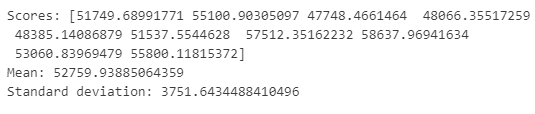 Scores: [51749.68991771 55100.90305097 47748.4661464  48066.35517259
 48385.14086879 51537.5544628  57512.35162232 58637.96941634
 53060.83969479 55800.11815372]
Mean: 52759.93885064359
Standard deviation: 3751.6434488410496